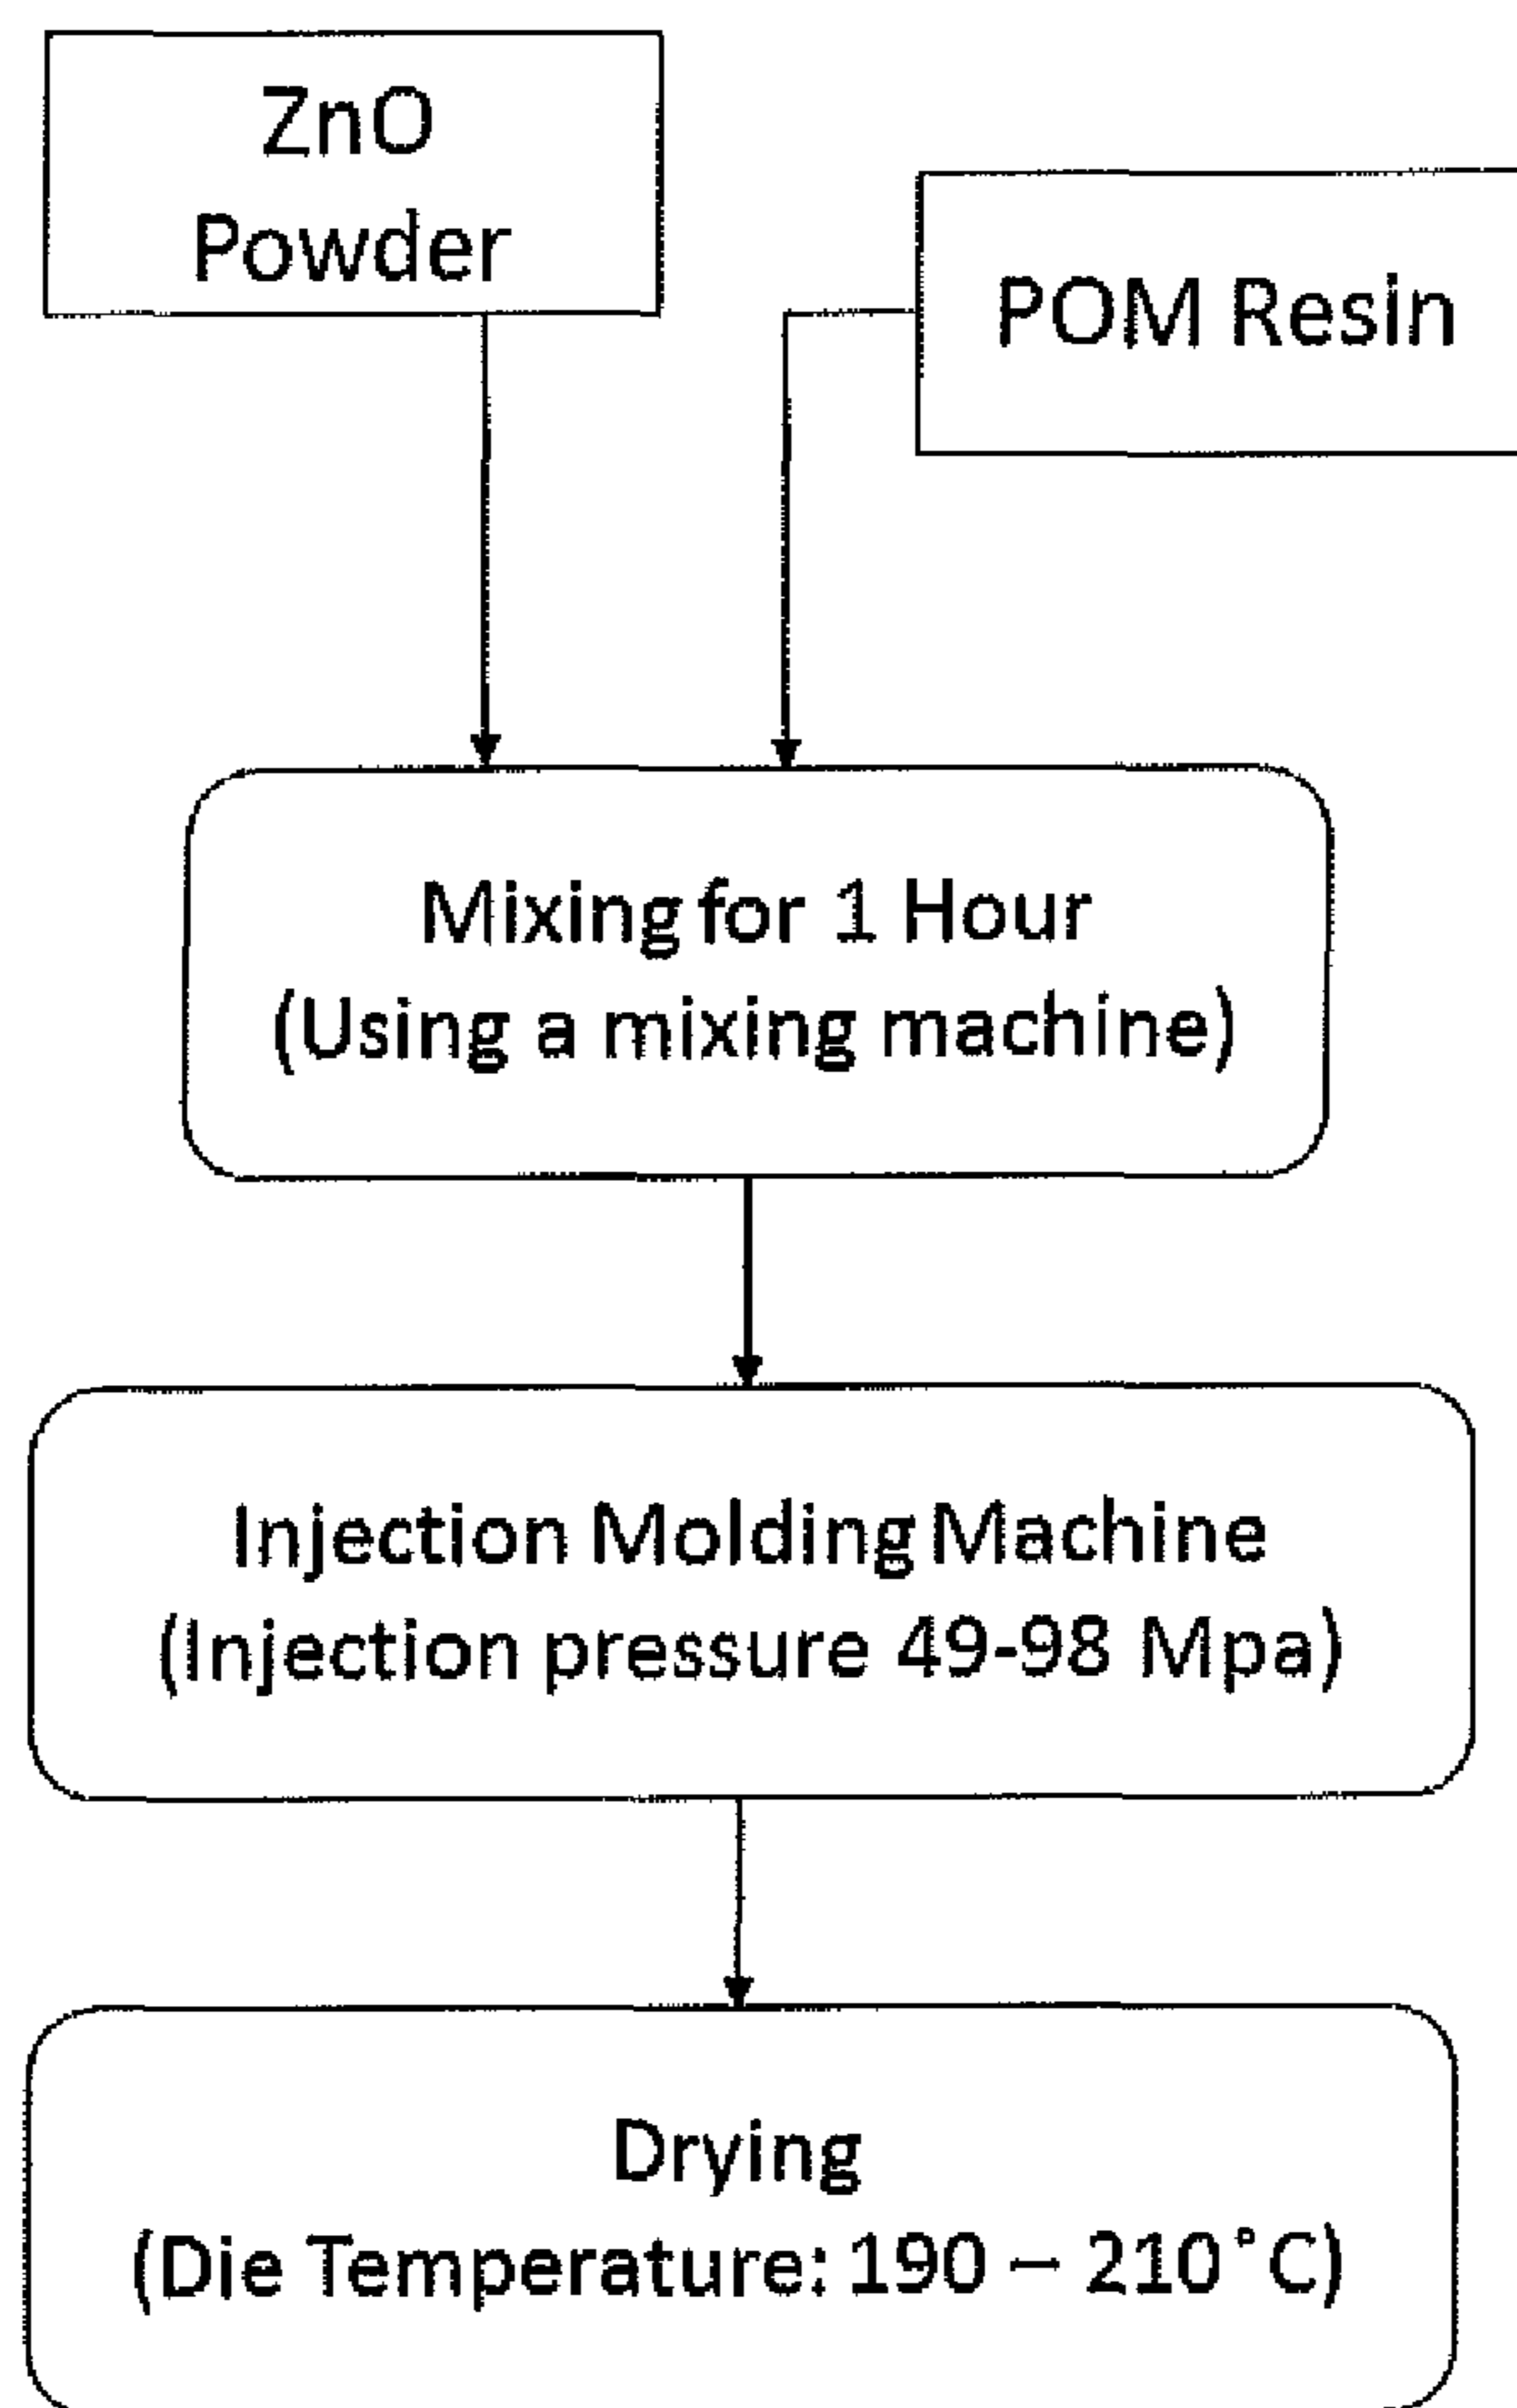 ZnO
Powder
POM Resin
Mixing for 1 Hour
(Using a mixing machine)
Injection Molding Machine
(Injection pressure 49-98 Mpa)
Drying
(Die Temperature: 190 – 210˚C)